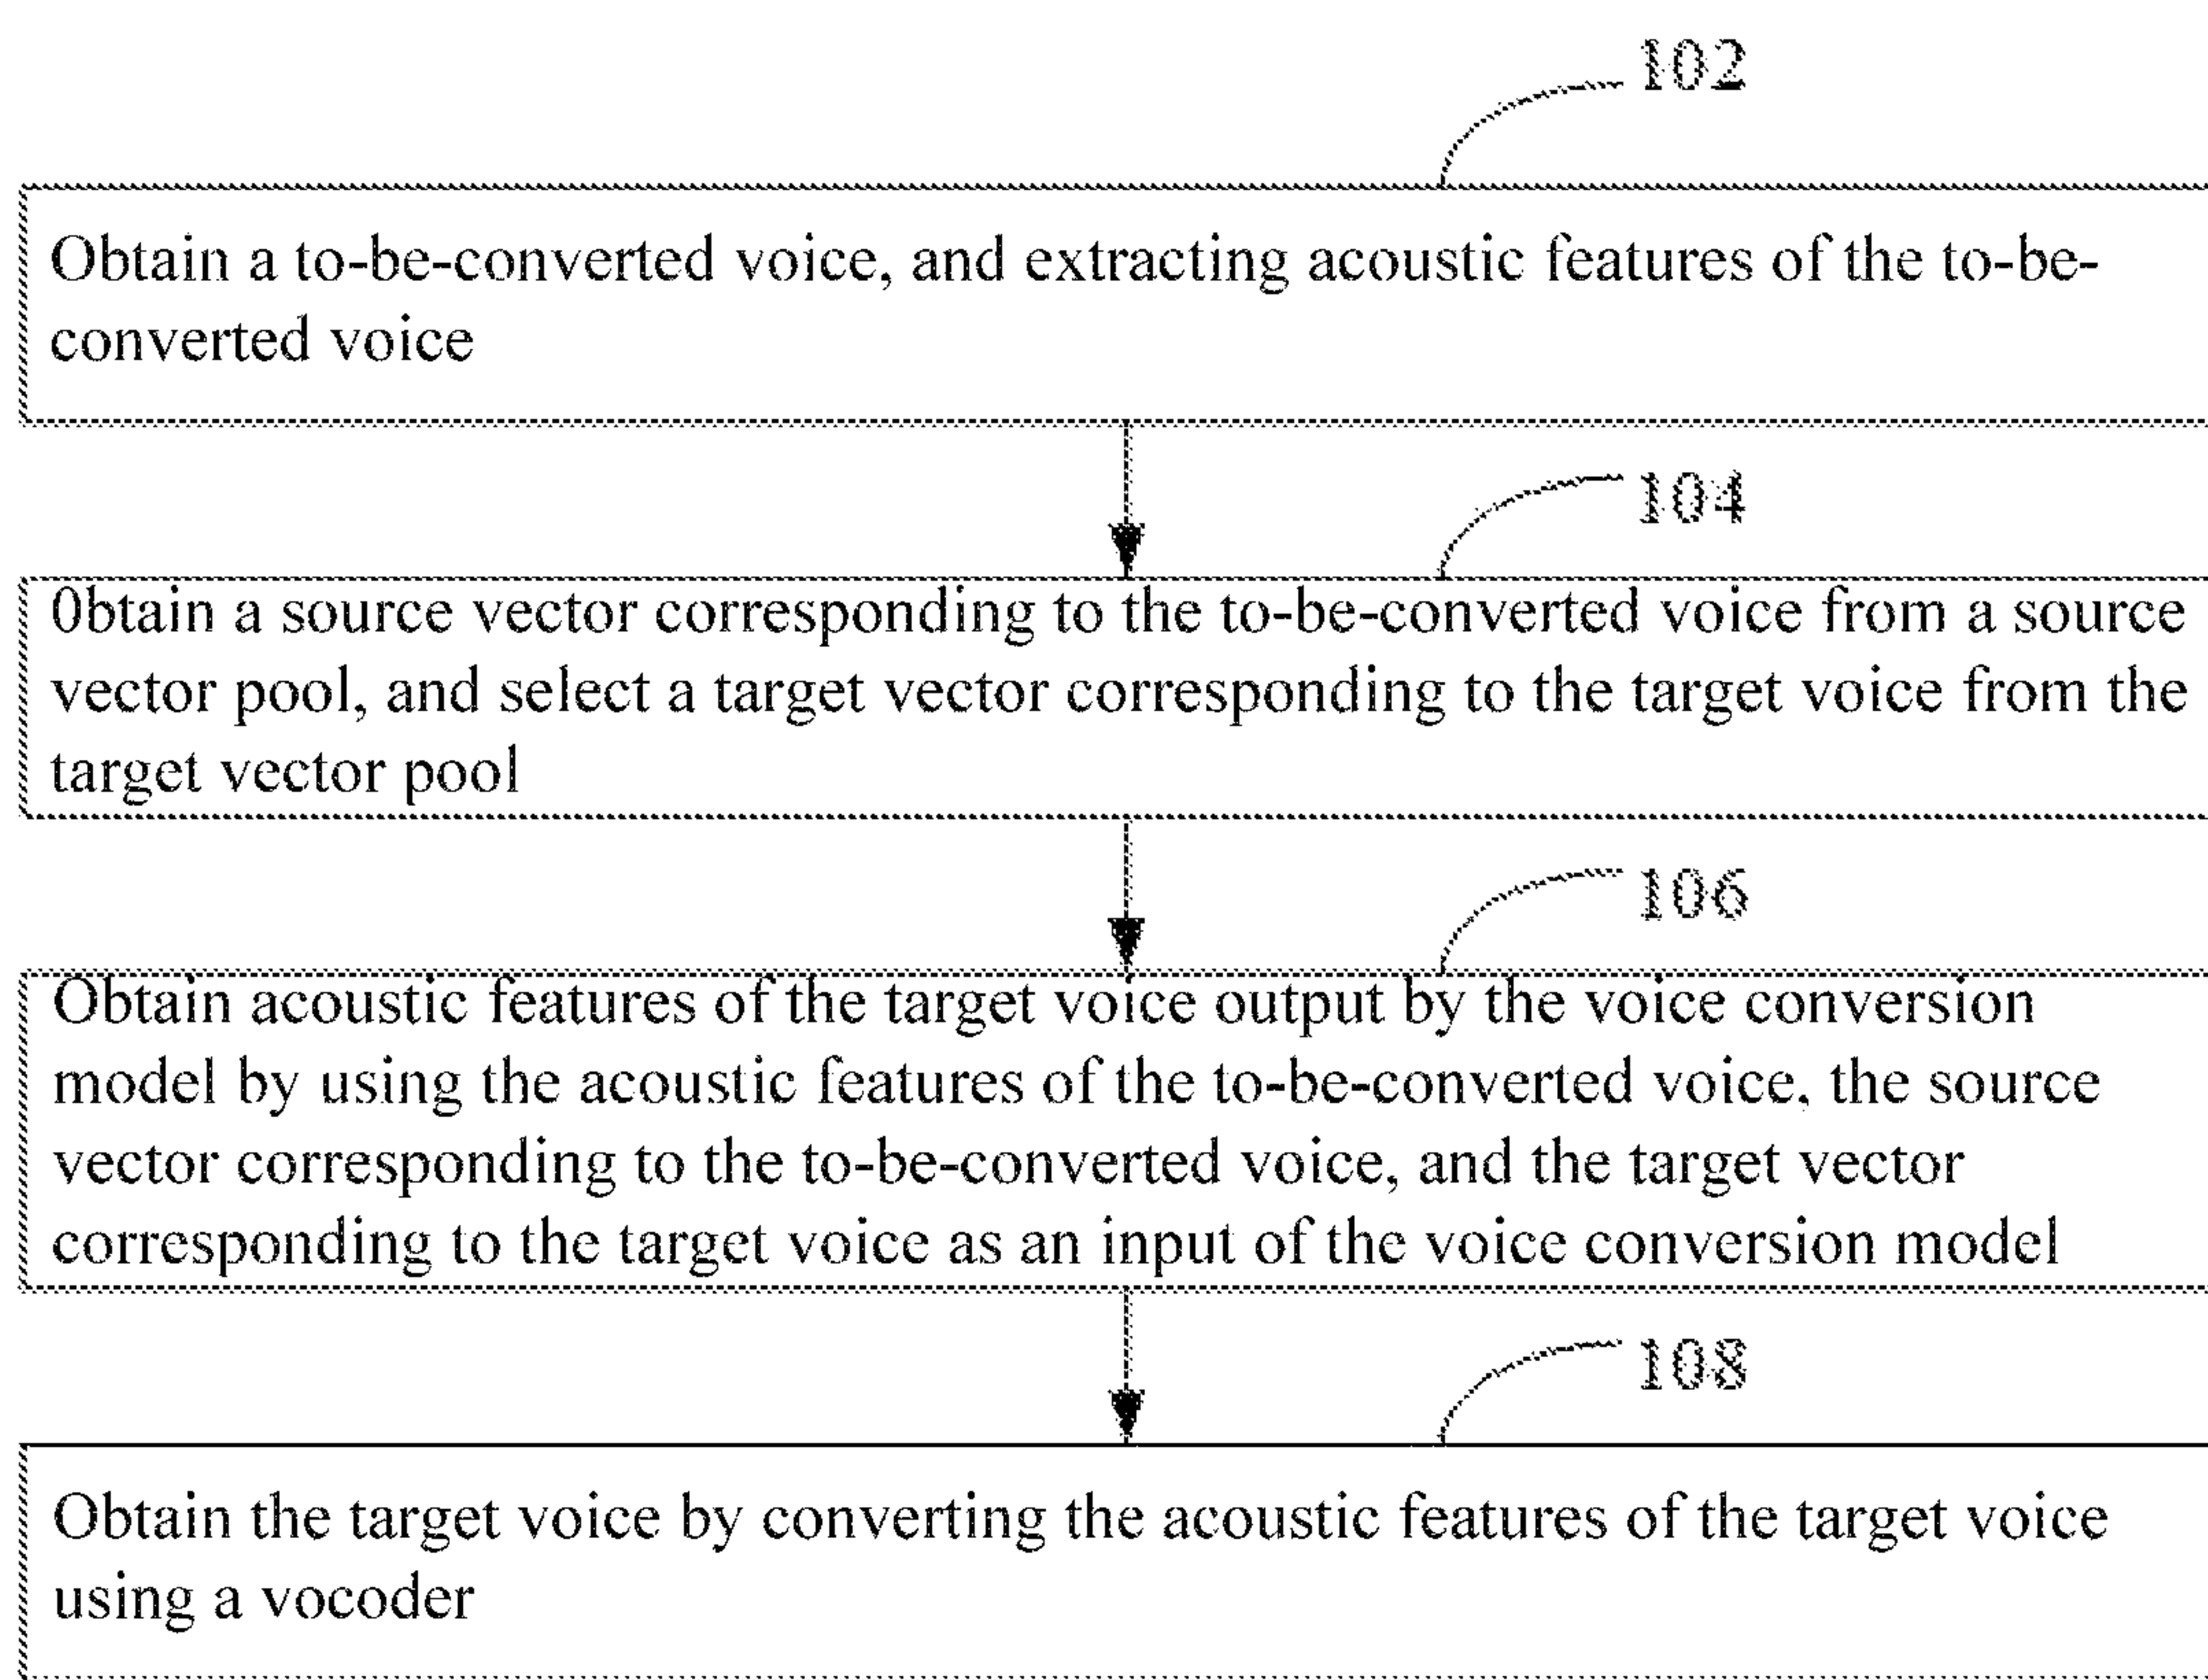 102
Obtain a to-be-converted voice, and extracting acoustic features of the to-be-
converted voice
104
Obtain a source vector corresponding to the to-be-converted voice from a source
vector pool, and select a target vector corresponding to the target voice from the
target vector pool
106
Obtain acoustic features of the target voice output by the voice conversion
model by using the acoustic features of the to-be-converted voice, the source
vector corresponding to the to-be-converted voice, and the target vector
corresponding to the target voice as an input of the voice conversion model
108
Obtain the target voice by converting the acoustic features of the target voice
using a vocoder